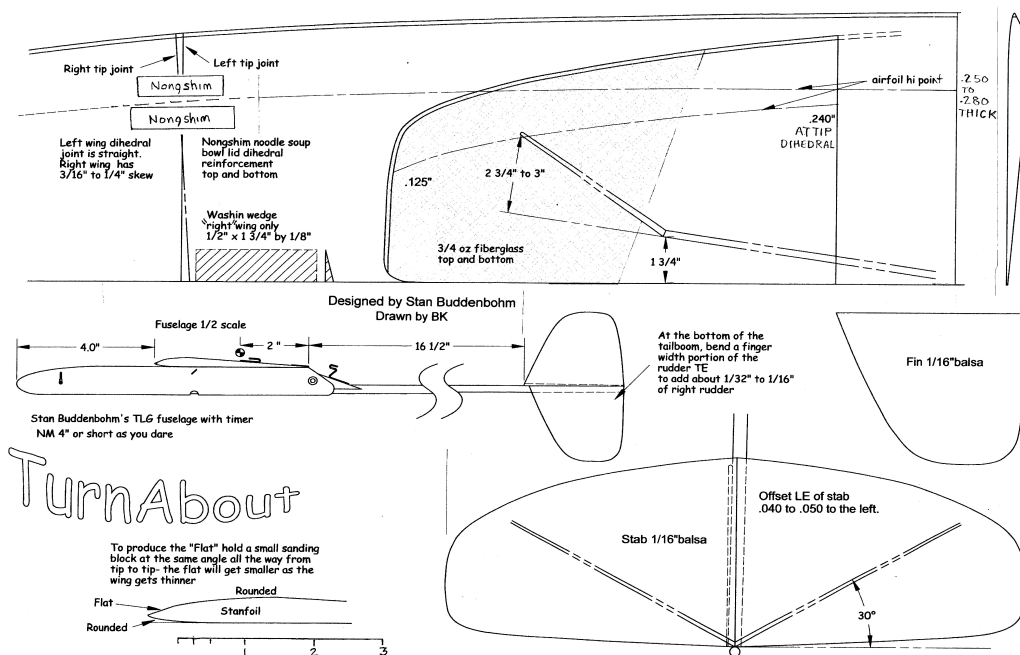 Right tip joint
Left tip joint
Nongshim
Nongshim
Left wing dihedral
joint is straight.
Right wing has
3/16" to 1/4" skew
Nongshim noodle soup
bowl lid dihedral
reinforcement
top and bottom
Washin wedge
"right"wing only
1/2" x 1 3/4" by 1/8"
.125"
2 3/4" to 3"
3/4 oz fiberglass
top and bottom
1 3/4"
airfoil hi point
.240"
AT TIP
DIHEDRAL
.250
TO
.280
THICK
Designed by Stan Buddenbohm
Drawn by BK
Fuselage 1/2 scale
4.0"
2 "
16 1/2"
At the bottom of the
tailboom, bend a finger
width portion of the
rudder TE
to add about 1/32" to 1/16"
of right rudder
Fin 1/16"balsa
Stan Buddenbohm's TLG fuselage with timer
NM 4" or short as you dare
TurnAbout
To produce the "Flat" hold a small sanding
block at the same angle all the way from
tip to tip- the flat will get smaller as the
wing gets thinner
Rounded
Flat
Stanfoil
Rounded
1 2 3
Offset LE of stab
.040 to .050 to the left.
Stab 1/16"balsa
30°